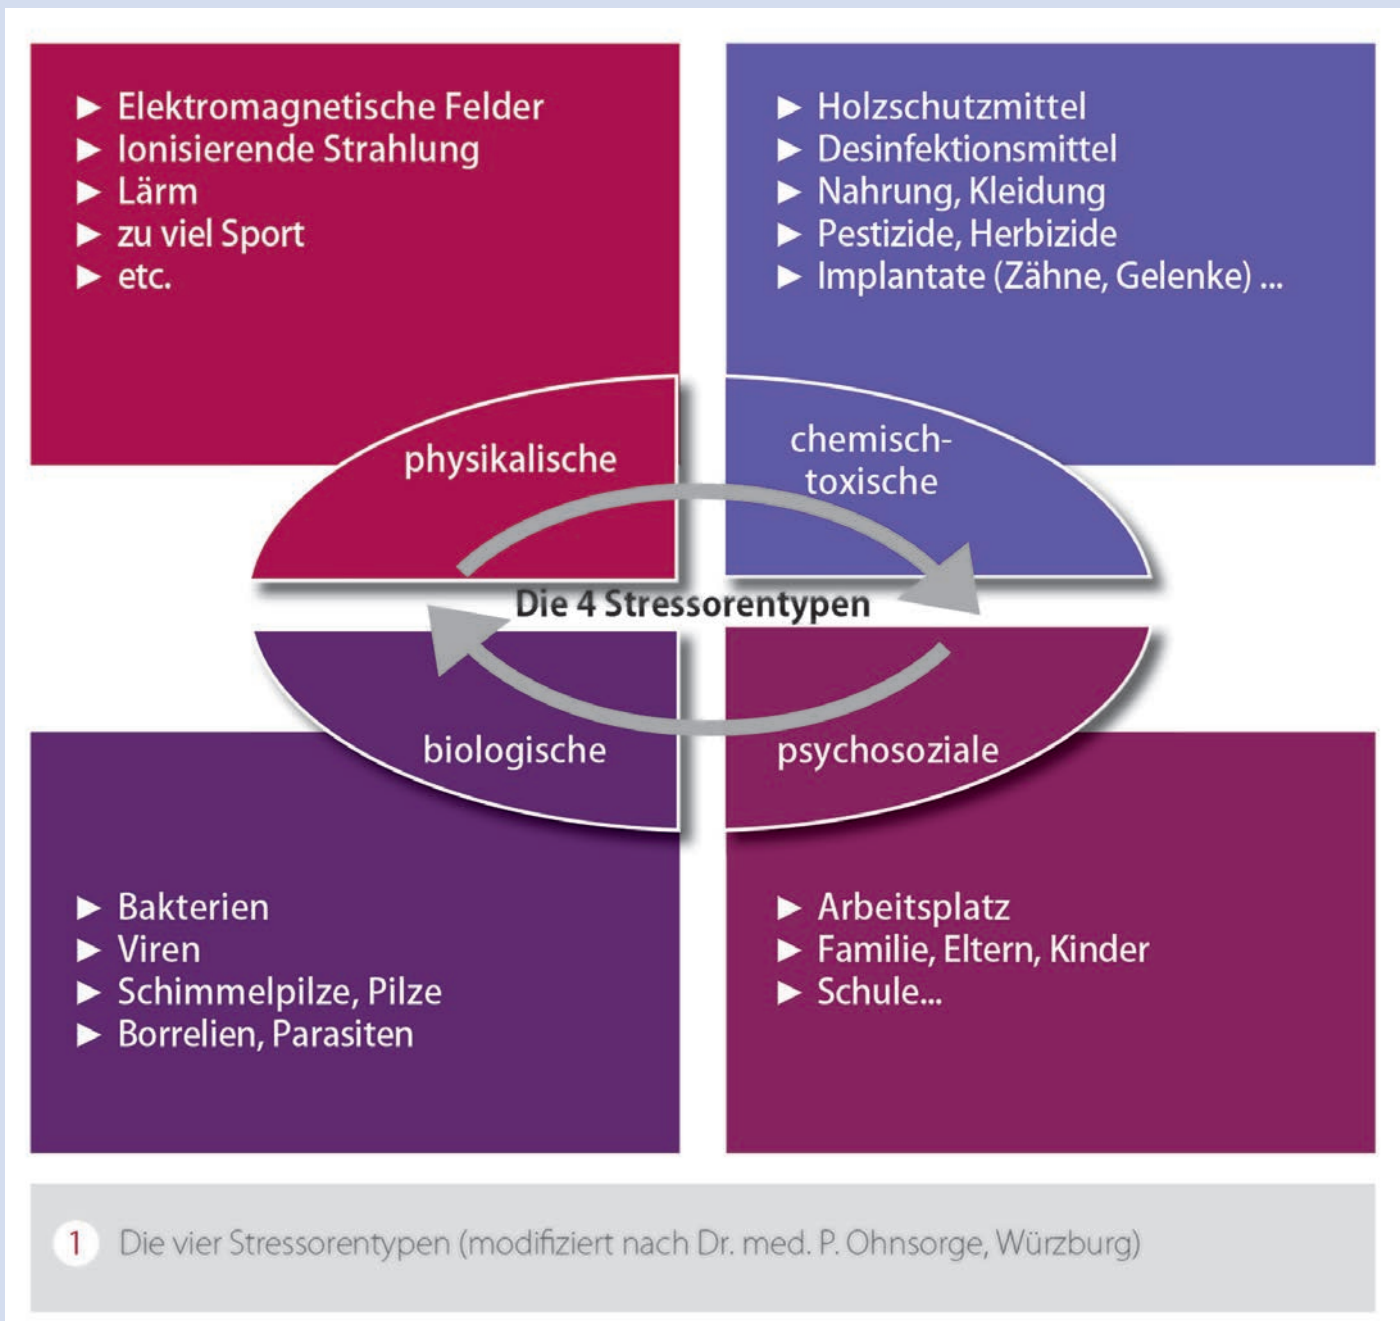 ► Elektromagnetische Felder
► Ionisierende Strahlung
► Lärm
► zu viel Sport
► etc.
► Holzschutzmittel
► Desinfektionsmittel
► Nahrung, Kleidung
► Pestizide, Herbizide
► Implantate (Zähne, Gelenke) ...
physikalische
chemisch-
toxische
Die 4 Stressorentypen
biologische
psychosoziale
► Bakterien
► Viren
► Schimmelpilze, Pilze
► Borrelien, Parasiten
► Arbeitsplatz
► Familie, Eltern, Kinder
► Schule...
1 Die vier Stressorentypen (modifiziert nach Dr. med. P. Ohnsorge, Würzburg)